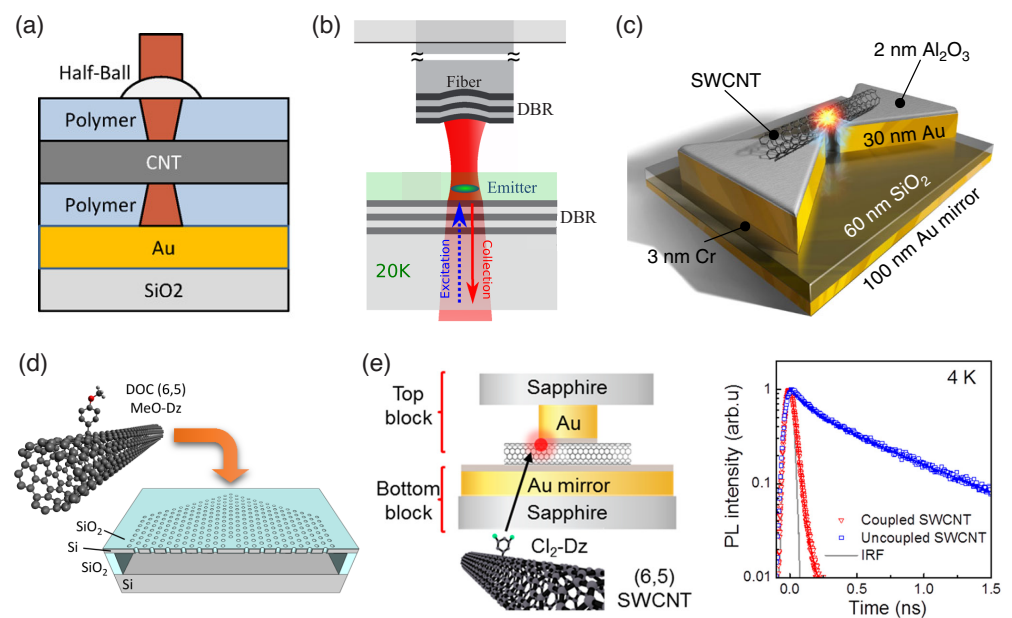 (a)
Half-Ball
Polymer
CNT
Polymer
Au
SiO2
(b)
Fiber
DBR
Emitter
DBR
Excitation
Collection
20K
(c)
2 nm Al₂O₃
SWCNT
30 nm Au
60 nm SiO₂
100 nm Au mirror
3 nm Cr
(d)
DOC (6,5)
MeO-Dz
SiO₂
Si
SiO₂
Si
(e)
Top
block
Sapphire
Au
Bottom
block
Au mirror
Sapphire
Cl₂-Dz
(6,5)
SWCNT
4 K
PL intensity (arb.u)
1
0.1
0.01
Coupled SWCNT
Uncoupled SWCNT
IRF
0.0 0.5 1.0 1.5
Time (ns)